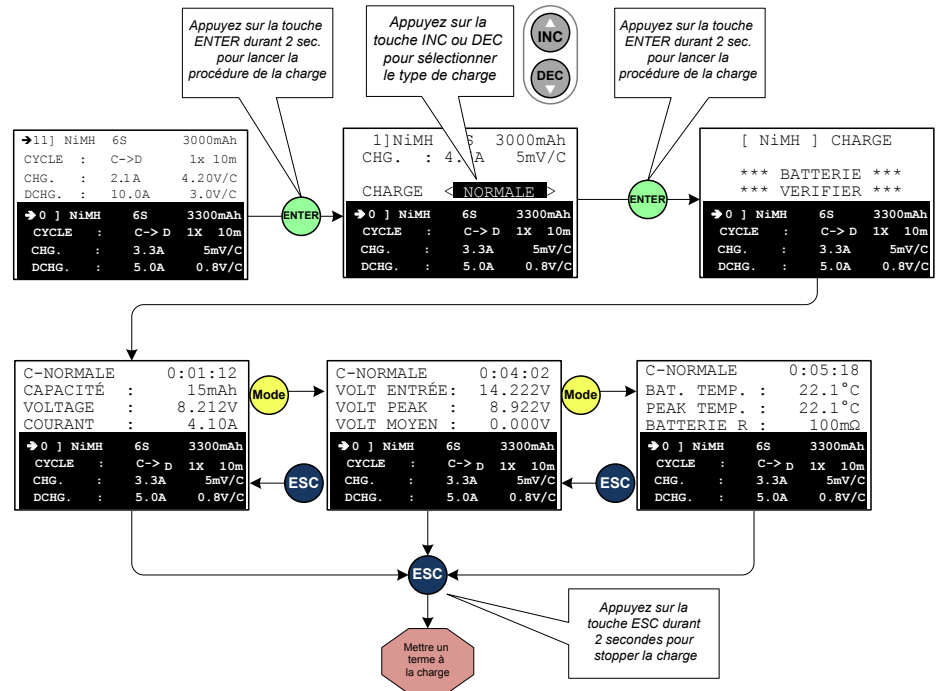 Appuyez sur la touche
ENTER durant 2 sec.
pour lancer la
procédure de la charge
Appuyez sur la
touche INC ou DEC
pour sélectionner
le type de charge
INC
DEC
Appuyez sur la touche
ENTER durant 2 sec.
pour lancer la
procédure de la charge
➔11] NiMH 6S 3000mAh
CYCLE : C->D 1x 10m
CHG. : 2.1A 4.20V/C
DCHG. : 10.0A 3.0V/C
➔0 ] NiMH 6S 3300mAh
CYCLE : C-> D 1X 10m
CHG. : 3.3A 5mV/C
DCHG. : 5.0A 0.8V/C
ENTER
1]NiMH S 3000mAh
CHG. : 4. A 5mV/C
CHARGE < NORMALE >
➔0 ] NiMH 6S 3300mAh
CYCLE : C-> D 1X 10m
CHG. : 3.3A 5mV/C
DCHG. : 5.0A 0.8V/C
ENTER
[ NiMH ] CHARGE
*** BATTERIE ***
*** VERIFIER ***
➔0 ] NiMH 6S 3300mAh
CYCLE : C-> D 1X 10m
CHG. : 3.3A 5mV/C
DCHG. : 5.0A 0.8V/C
C-NORMALE 0:01:12
CAPACITÉ : 15mAh
VOLTAGE : 8.212V
COURANT : 4.10A
➔0 ] NiMH 6S 3300mAh
CYCLE : C-> D 1X 10m
CHG. : 3.3A 5mV/C
DCHG. : 5.0A 0.8V/C
Mode
ESC
C-NORMALE 0:04:02
VOLT ENTRÉE: 14.222V
VOLT PEAK : 8.922V
VOLT MOYEN : 0.000V
➔0 ] NiMH 6S 3300mAh
CYCLE : C-> D 1X 10m
CHG. : 3.3A 5mV/C
DCHG. : 5.0A 0.8V/C
Mode
ESC
C-NORMALE 0:05:18
BAT. TEMP. : 22.1°C
PEAK TEMP. : 22.1°C
BATTERIE R : 100mΩ
➔0 ] NiMH 6S 3300mAh
CYCLE : C-> D 1X 10m
CHG. : 3.3A 5mV/C
DCHG. : 5.0A 0.8V/C
ESC
Appuyez sur la
touche ESC durant
2 secondes pour
stopper la charge
Mettre un
terme à
la charge